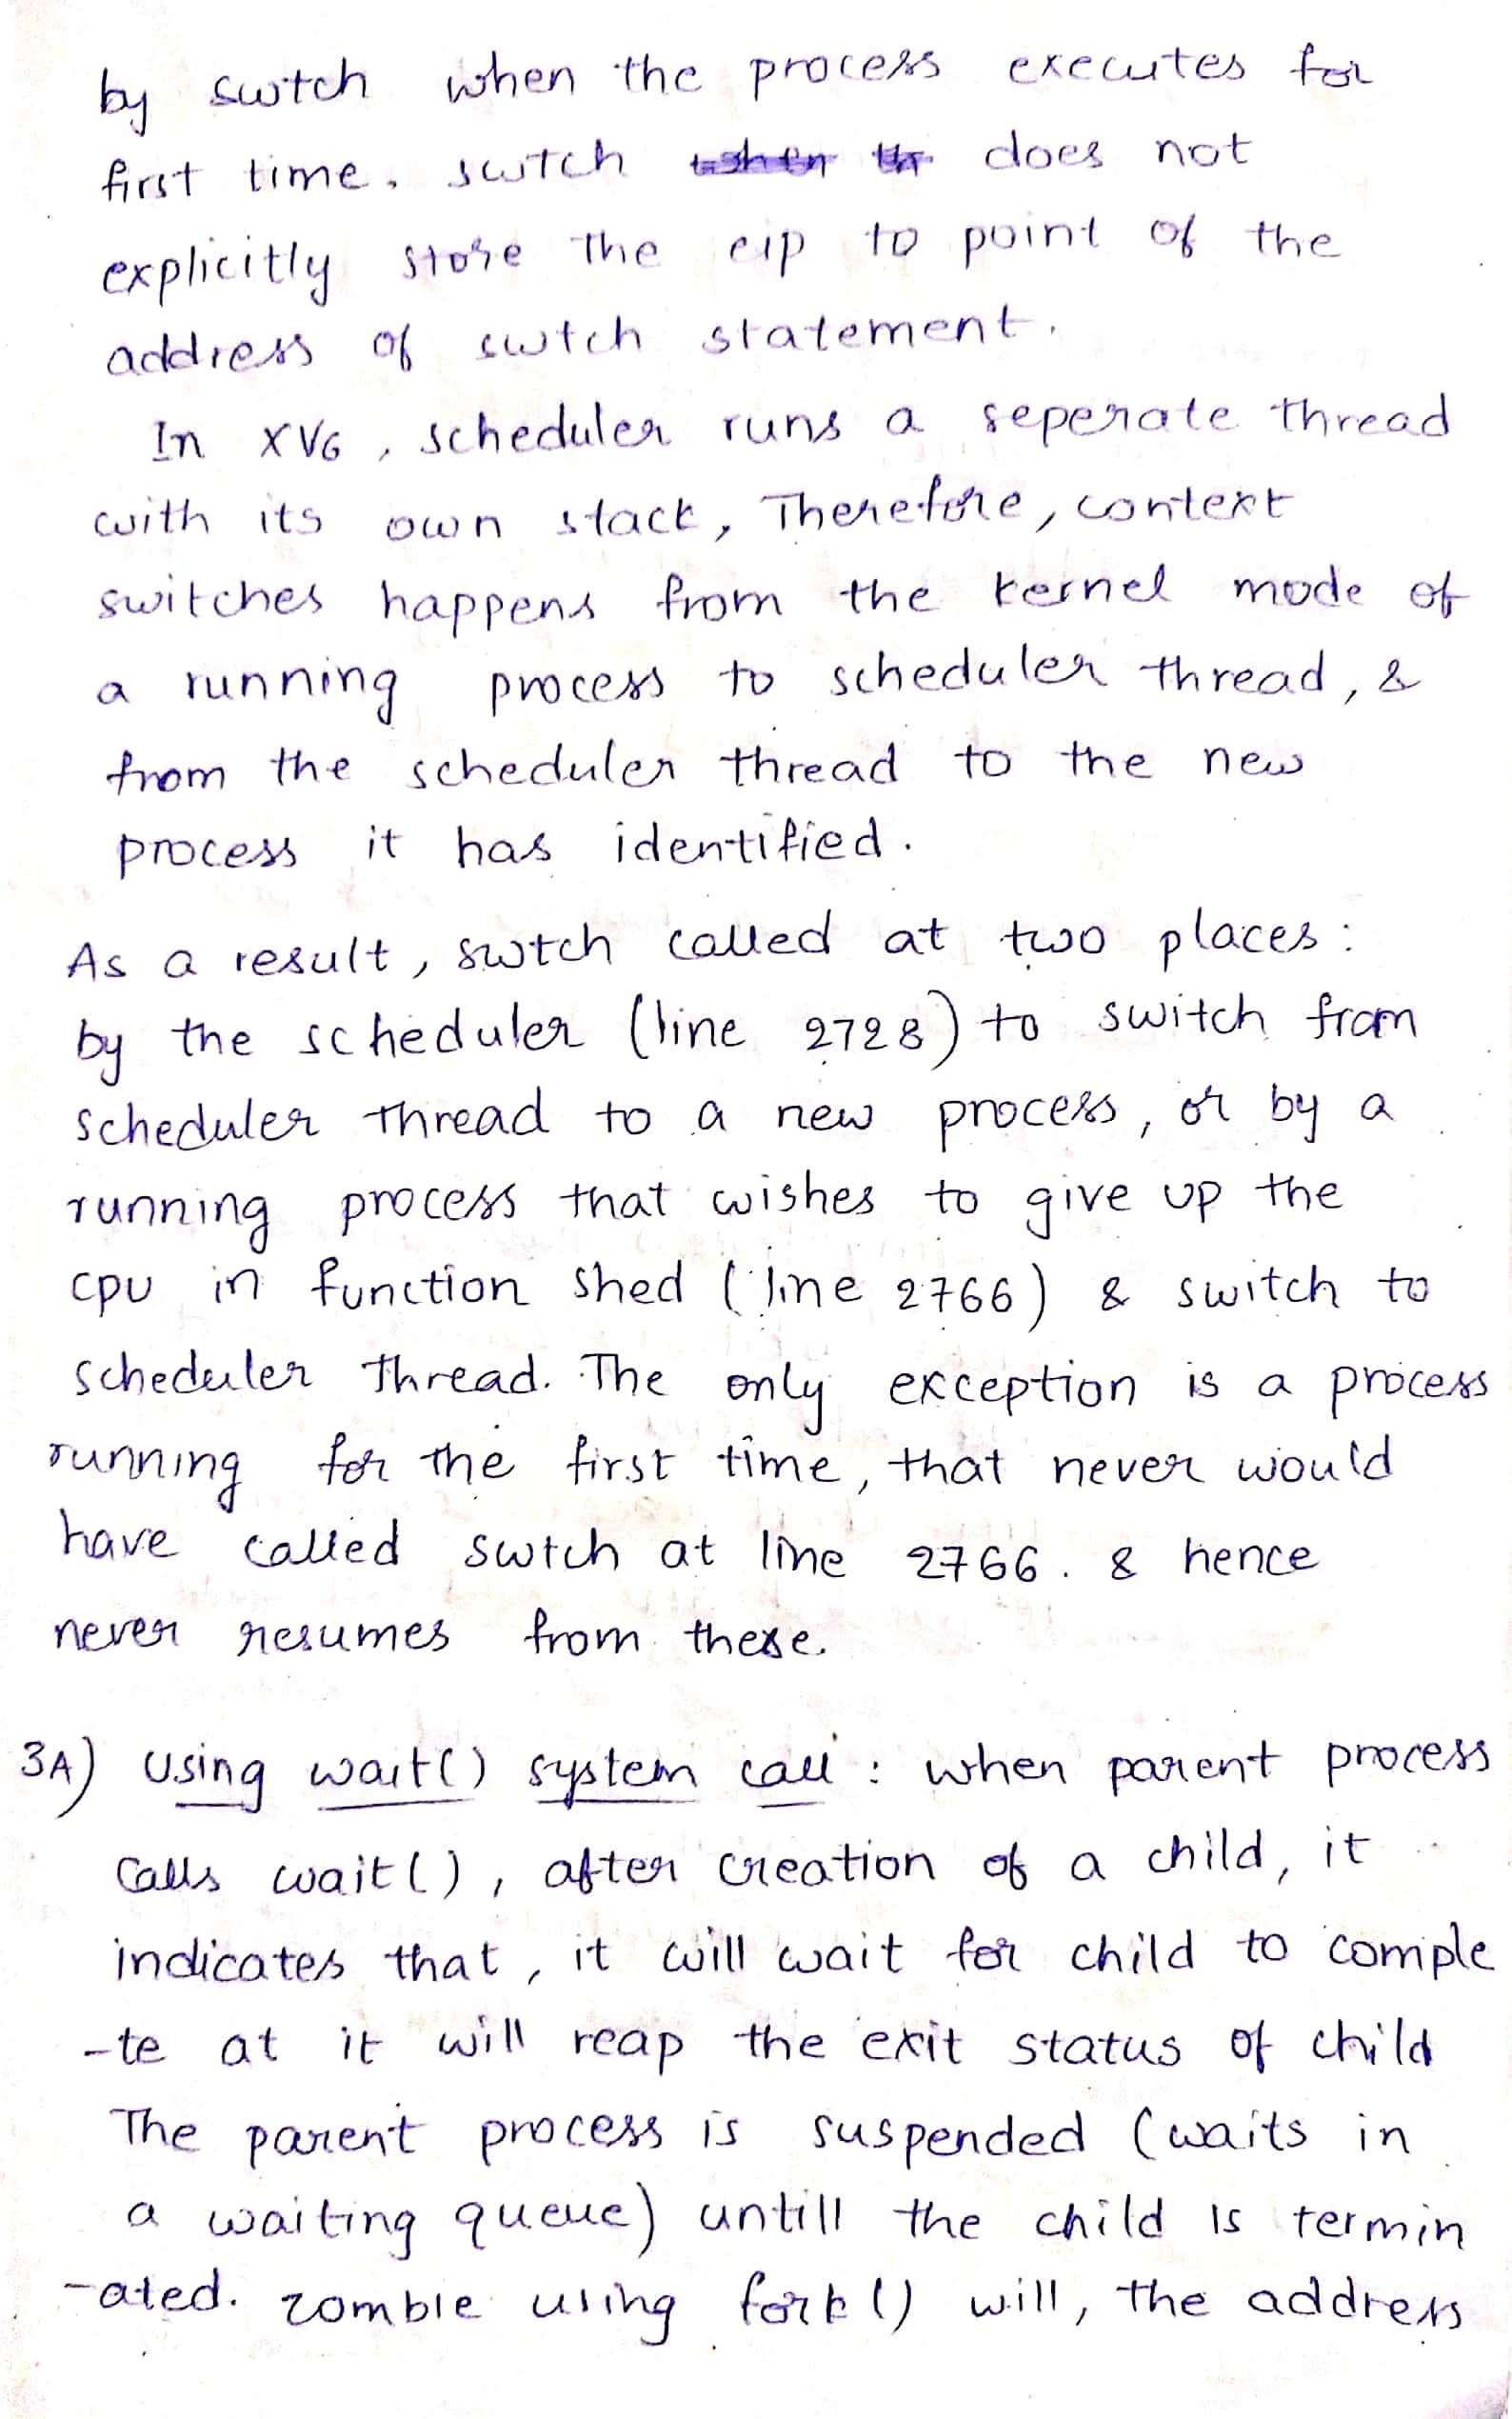 by swtch when the process executes for
first time. swtch does not
explicitly store the eip to point of the
address of swtch statement.
In XV6, scheduler runs a seperate thread
with its own stack, Therefore, context
switches happens from the kernel mode of
a running process to scheduler thread, &
from the scheduler thread to the new
process it has identified.
As a result, swtch called at two places:
by the scheduler (line 2728) to switch from
scheduler thread to a new process, or by a
running process that wishes to give up the
cpu in function shed (line 2766) & switch to
scheduler thread. The only exception is a process
running for the first time, that never would
have called swtch at line 2766. & hence
never resumes from there.
3A) Using wait() system call: when parent process
calls wait(), after creation of a child, it
indicates that, it will wait for child to comple
-te at it will reap the exit status of child
The parent process is suspended (waits in
a waiting queue) untill the child is termin
-ated. zombie using fork() will, the address